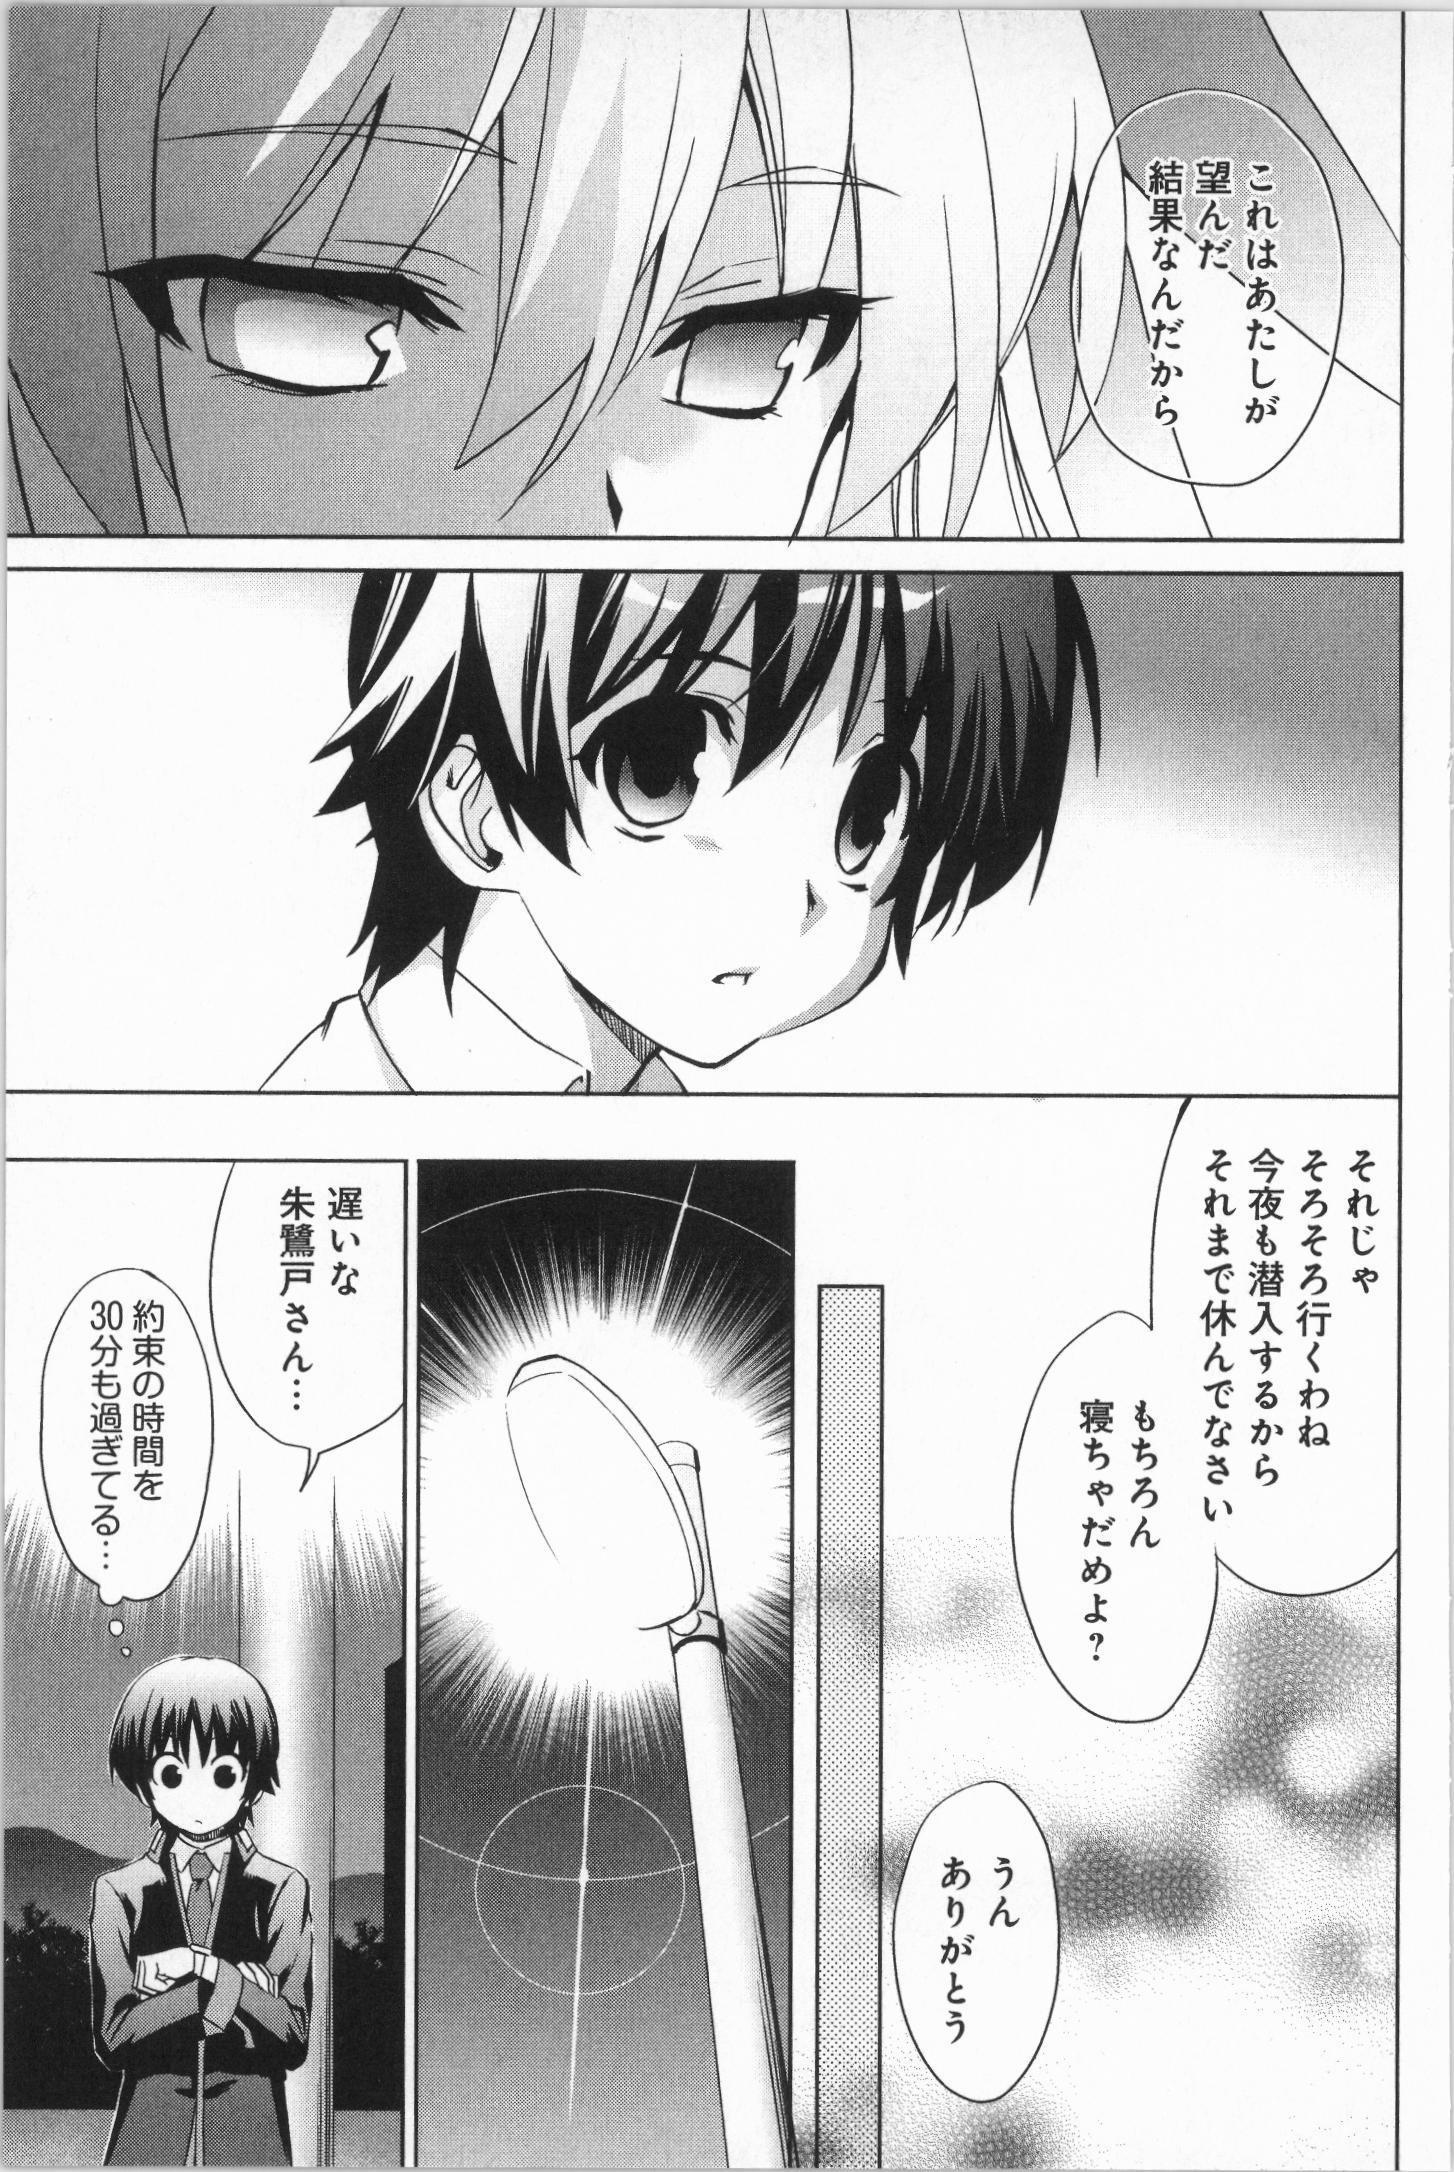 これはあたしが
望んだ
結果なんだから
それじゃ
そろそろ行くわね
今夜も潜入するから
それまで休んでなさい
もちろん
寝ちゃだめよ?
うん
ありがとう
遅いな
朱鷺戸さん…
約束の時間を
30分も過ぎてる…